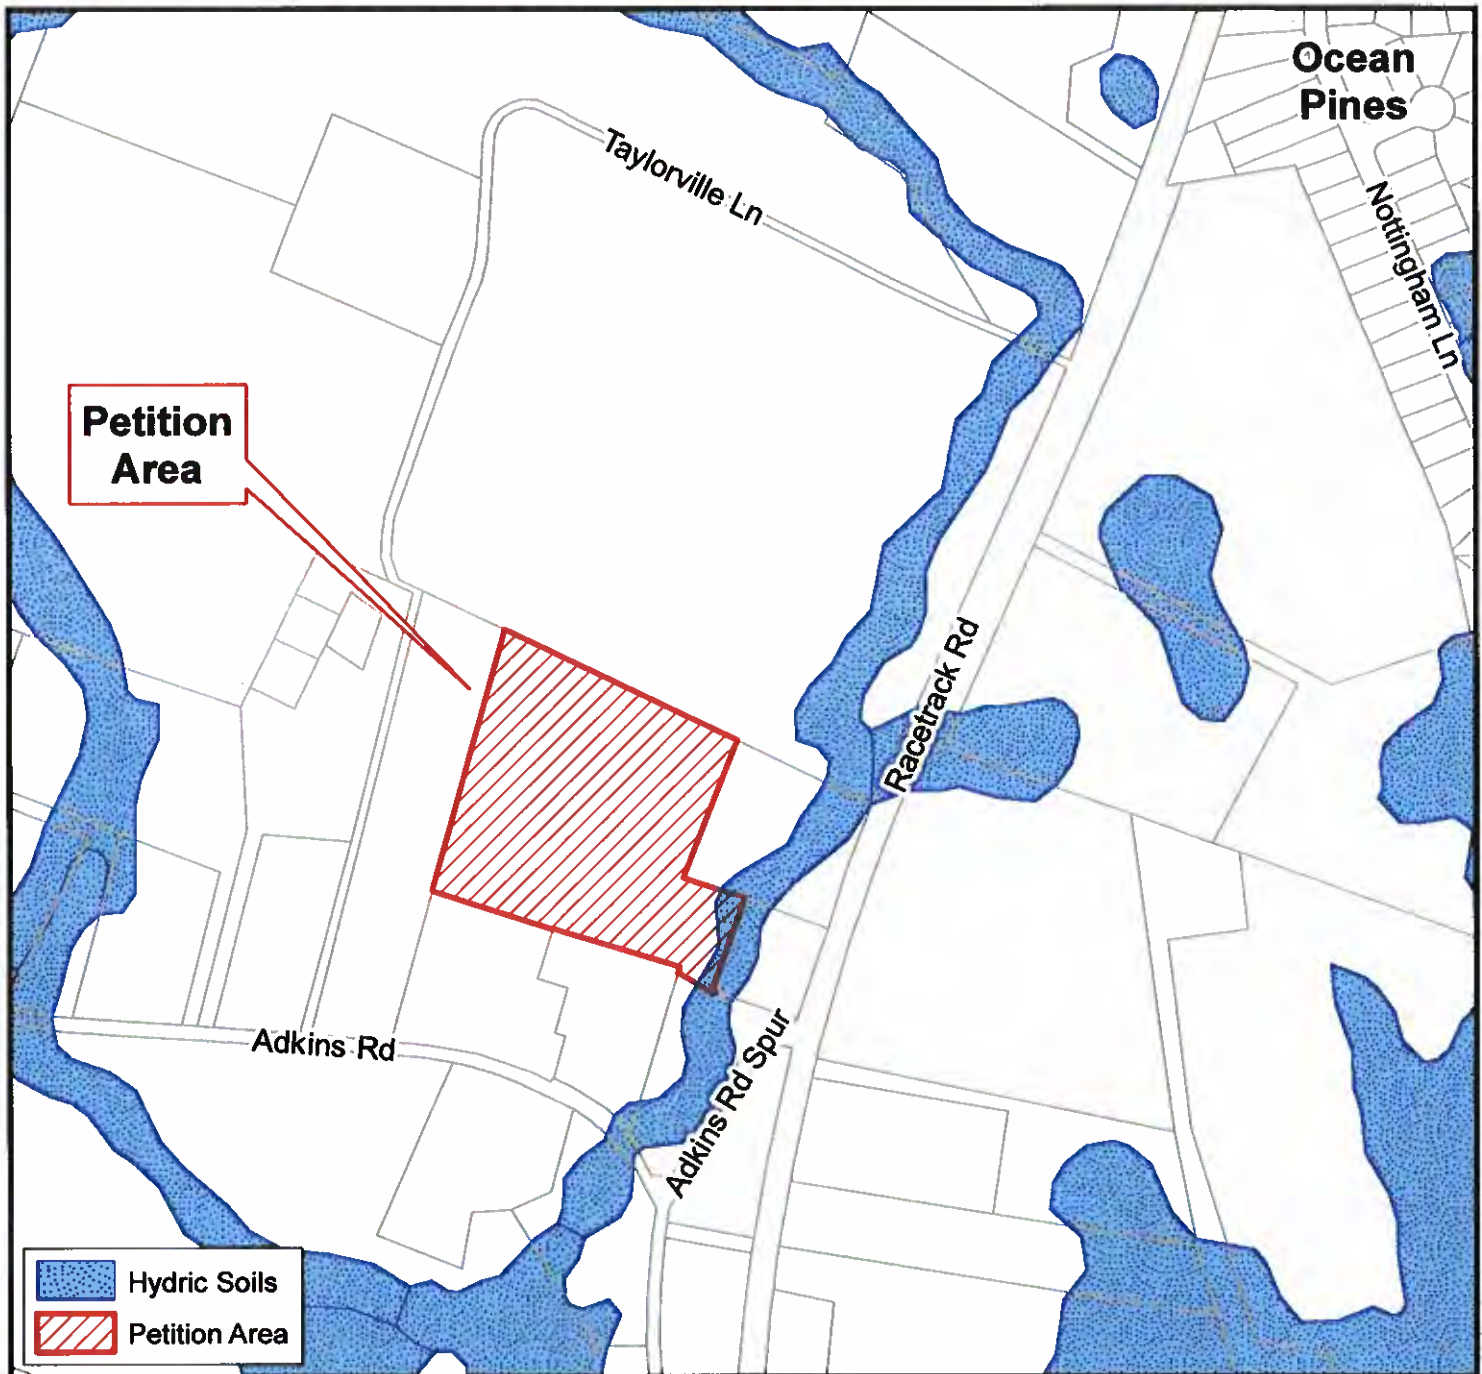 Ocean
Pines
Taylorville Ln
Nottingham Ln
Petition
Area
Racetrack Rd
Adkins Rd
Adkins Rd Spur
Hydric Soils
Petition Area